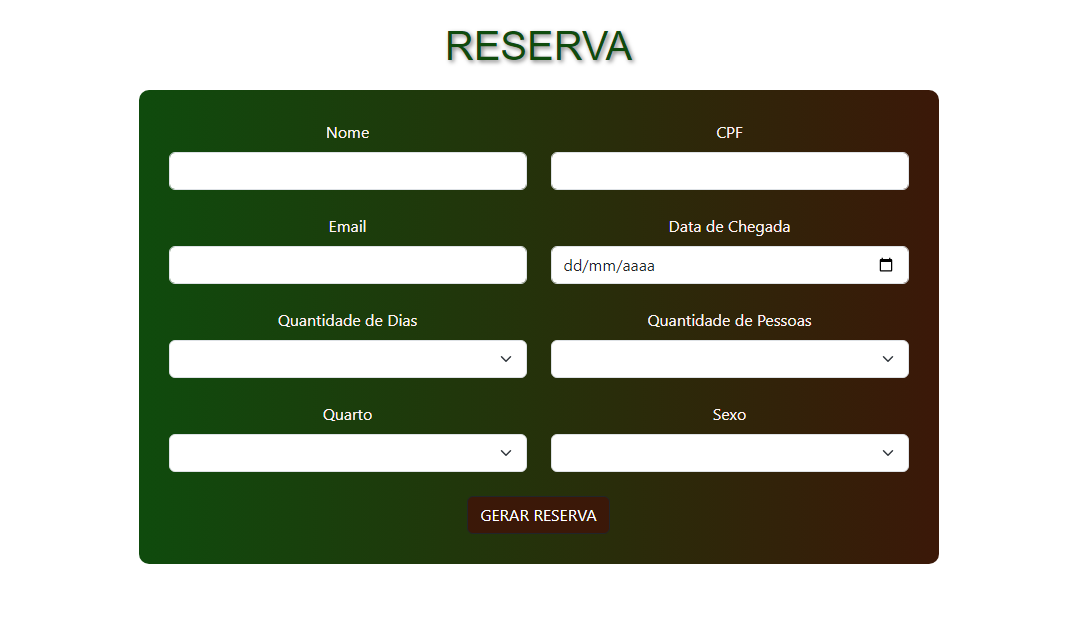 RESERVA
Nome
CPF
Email
Data de Chegada
dd/mm/aaaa
Quantidade de Dias
Quantidade de Pessoas
Quarto
Sexo
GERAR RESERVA